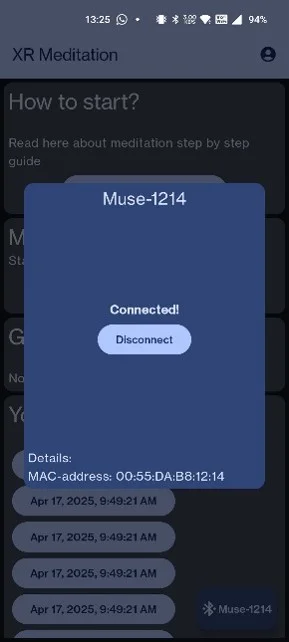 13:25
94%
XR Meditation
How to start?
Read here about meditation step by step
guide
M
Sta
G
No
Yo
Muse-1214
Connected!
Disconnect
Details:
MAC-address: 00:55:DA:B8:12:14
Apr 17, 2025, 9:49:21 AM
Apr 17, 2025, 9:49:21 AM
Apr 17, 2025, 9:49:21 AM
Apr 17, 2025, 9:49:21 AM
Muse-1214